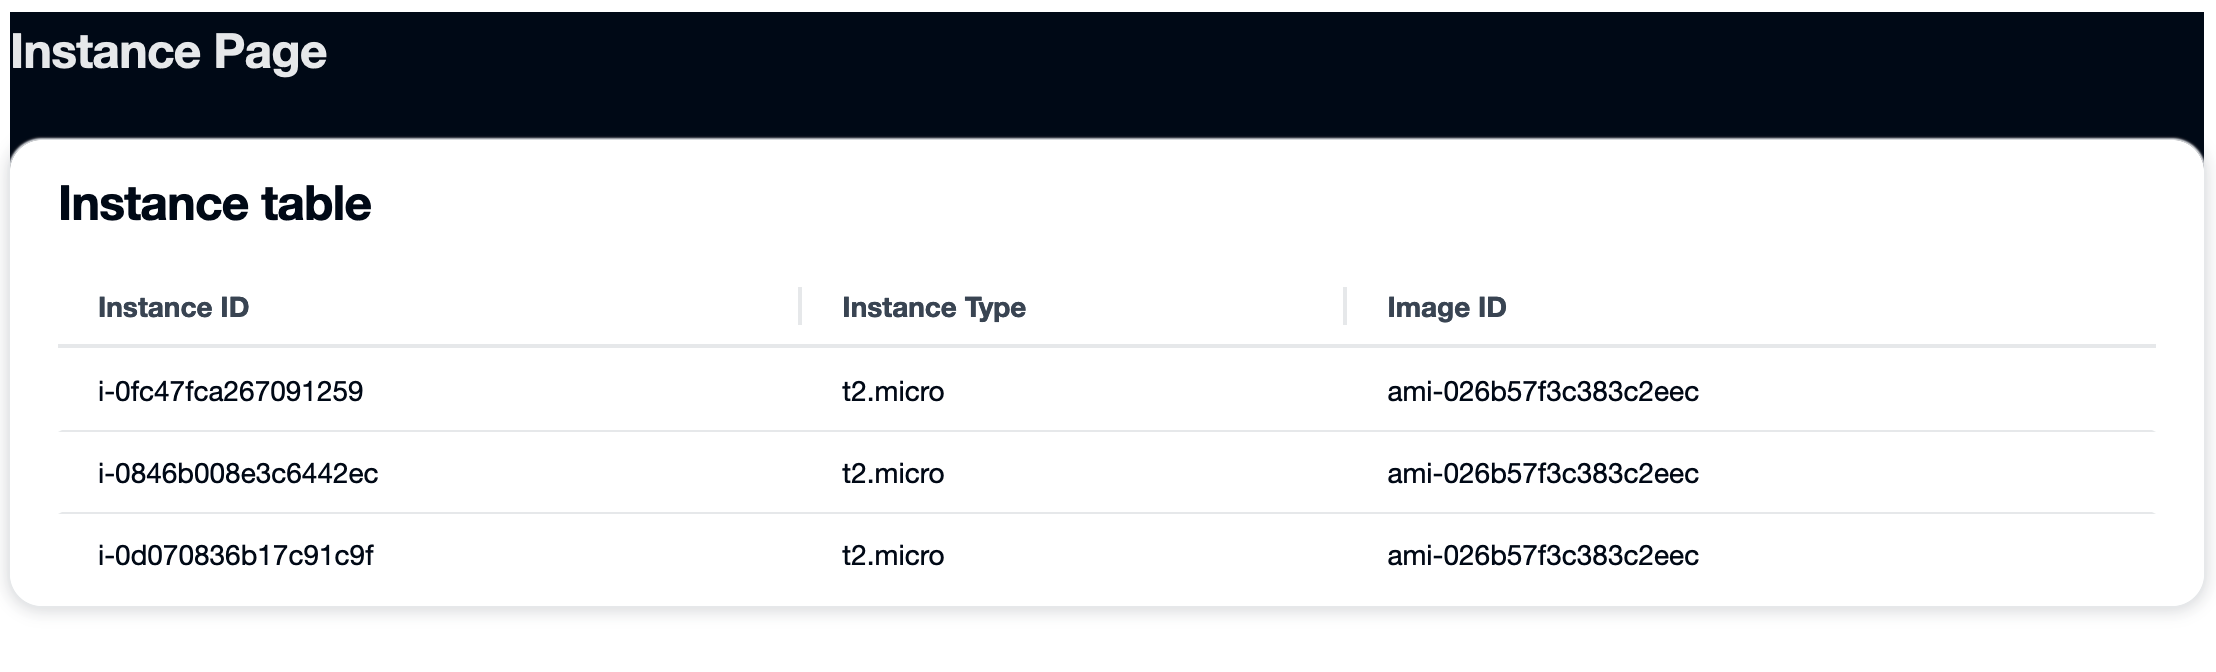 Instance Page
Instance table
Instance ID Instance Type Image ID
i-0fc47fca267091259 t2.micro ami-026b57f3c383c2eec
i-0846b008e3c6442ec t2.micro ami-026b57f3c383c2eec
i-0d070836b17c91c9f t2.micro ami-026b57f3c383c2eec